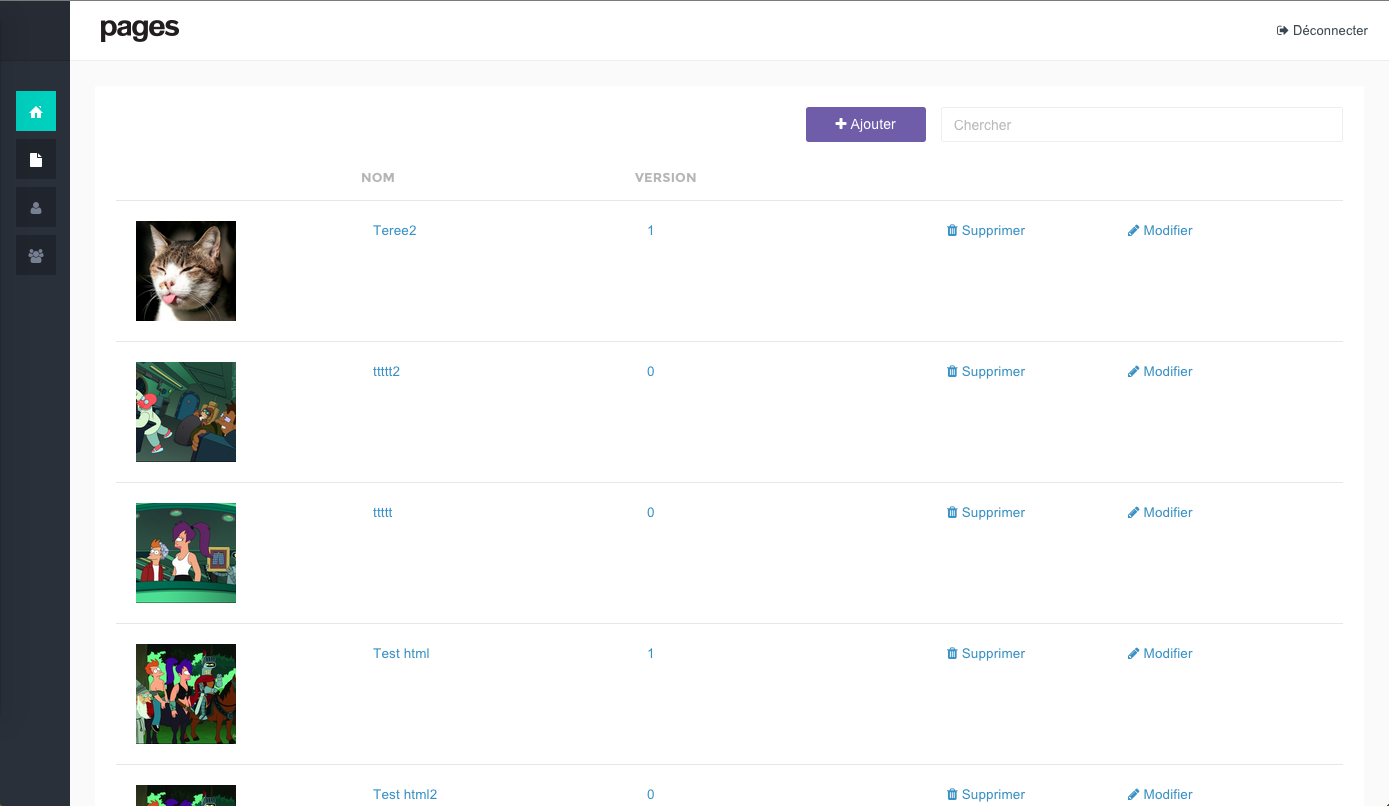 pages
Déconnecter
Ajouter
Chercher
NOM VERSION
Teree2 1 Supprimer Modifier
ttttt2 0 Supprimer Modifier
ttttt 0 Supprimer Modifier
Test html 1 Supprimer Modifier
Test html2 0 Supprimer Modifier